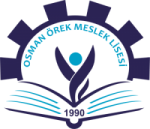 OSMAN ÖREK MESLEK LİSESİ
1990